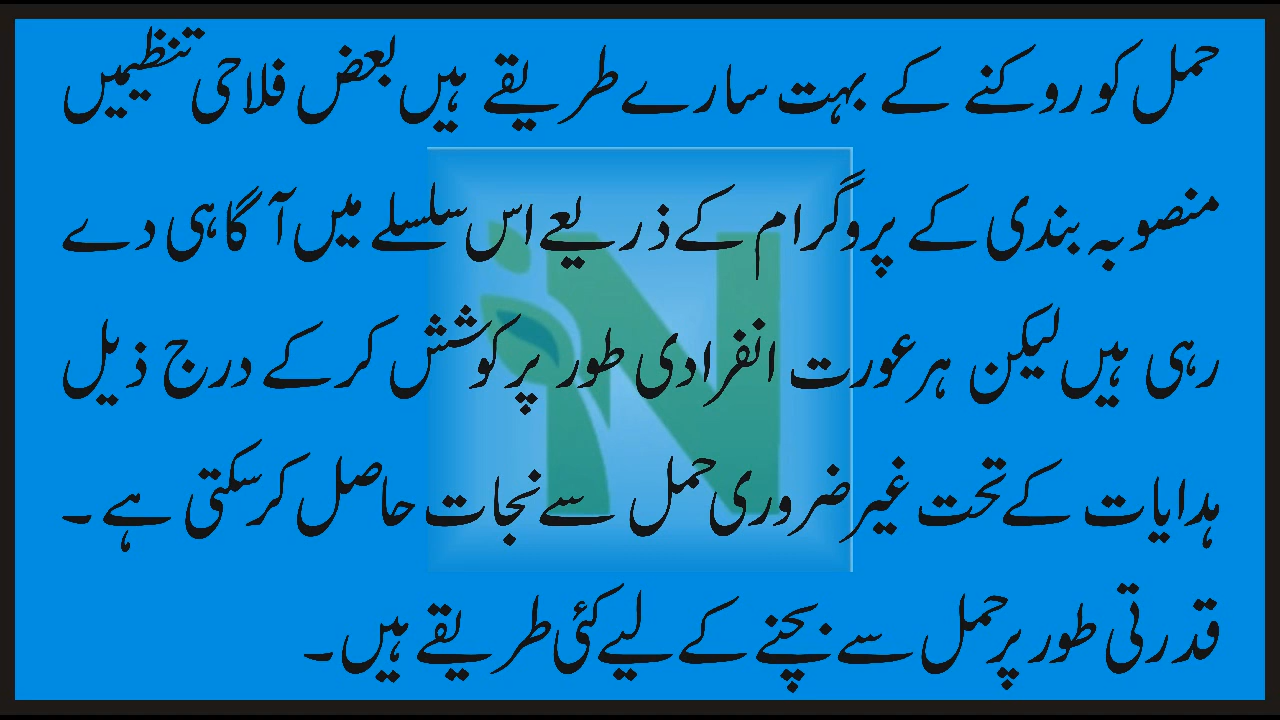 حمل کو روکنے کے بہت سارے طریقے ہیں بعض فلاحی تنظیمیں
منصوبہ بندی کے پروگرام کے ذریعے اس سلسلے میں آگاہی دے
رہی ہیں لیکن ہر عورت انفرادی طور پر کوشش کر کے درج ذیل
ہدایات کے تحت غیر ضروری حمل سے نجات حاصل کر سکتی ہے۔
قدرتی طور پر حمل سے بچنے کے لیے کئی طریقے ہیں۔
N